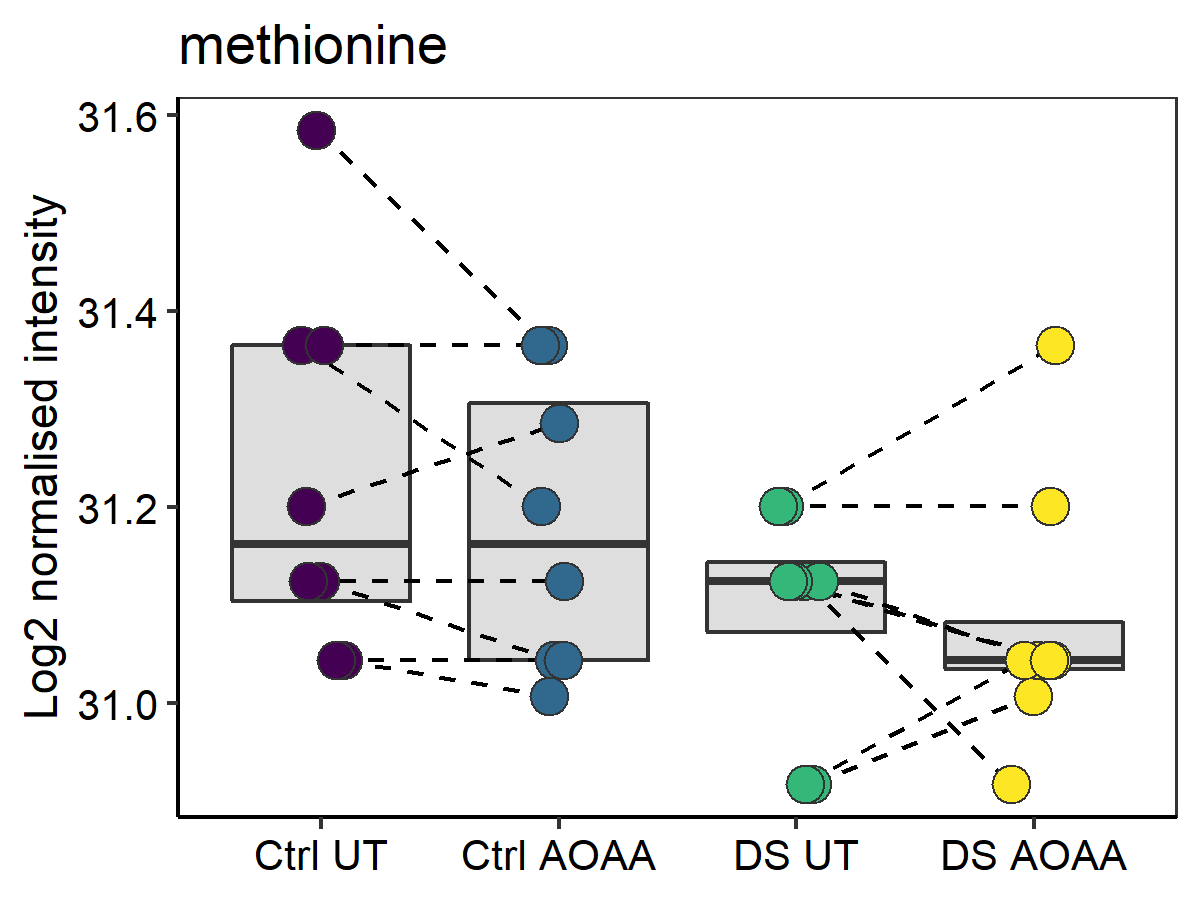 methionine
Log2 normalised intensity
31.6
31.4
31.2
31.0
Ctrl UT
Ctrl AOAA
DS UT
DS AOAA